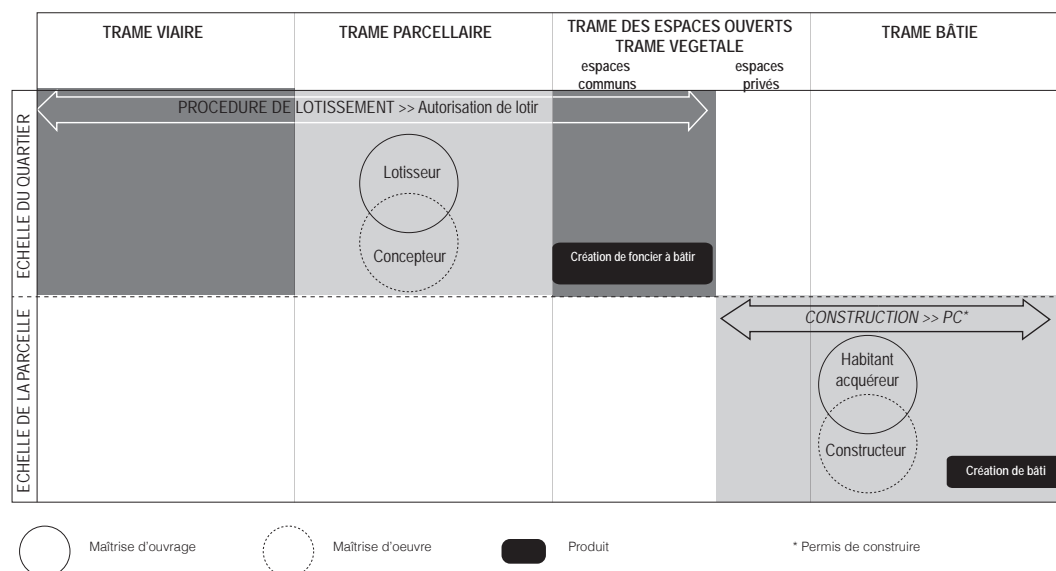 TRAME VIAIRE
TRAME PARCELLAIRE
TRAME DES ESPACES OUVERTS
TRAME VEGETALE
espaces
communs
espaces
privés
TRAME BÂTIE
ECHELLE DU QUARTIER
PROCEDURE DE LOTISSEMENT >> Autorisation de lotir
Lotisseur
Concepteur
Création de foncier à bâtir
ECHELLE DE LA PARCELLE
CONSTRUCTION >> PC*
Habitant
acquéreur
Constructeur
Création de bâti
Maîtrise d'ouvrage
Maîtrise d'oeuvre
Produit
* Permis de construire